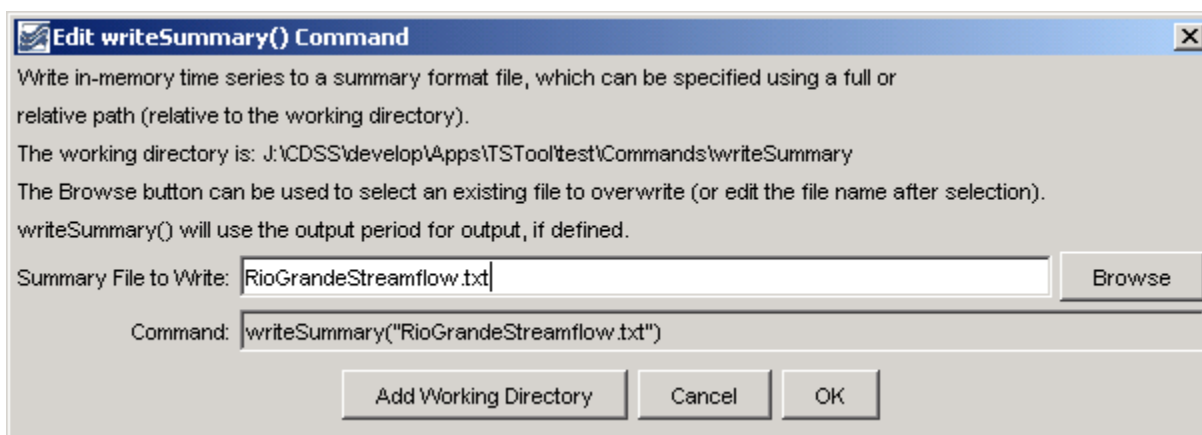 Edit writeSummary() Command
Write in-memory time series to a summary format file, which can be specified using a full or
relative path (relative to the working directory).
The working directory is: J:\CDSS\develop\Apps\TSTool\test\Commands\writeSummary
The Browse button can be used to select an existing file to overwrite (or edit the file name after selection).
writeSummary() will use the output period for output, if defined.
Summary File to Write: RioGrandeStreamflow.txt Browse
Command: writeSummary("RioGrandeStreamflow.txt")
Add Working Directory Cancel OK